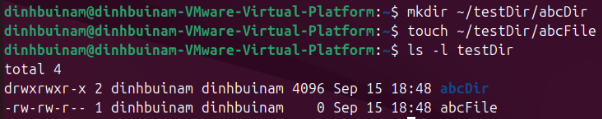 dinhbuinam@dinhbuinam-VMware-Virtual-Platform:~$ mkdir ~/testDir/abcDir
dinhbuinam@dinhbuinam-VMware-Virtual-Platform:~$ touch ~/testDir/abcFile
dinhbuinam@dinhbuinam-VMware-Virtual-Platform:~$ ls -l testDir
total 4
drwxrwxr-x 2 dinhbuinam dinhbuinam 4096 Sep 15 18:48 abcDir
-rw-rw-r-- 1 dinhbuinam dinhbuinam    0 Sep 15 18:48 abcFile